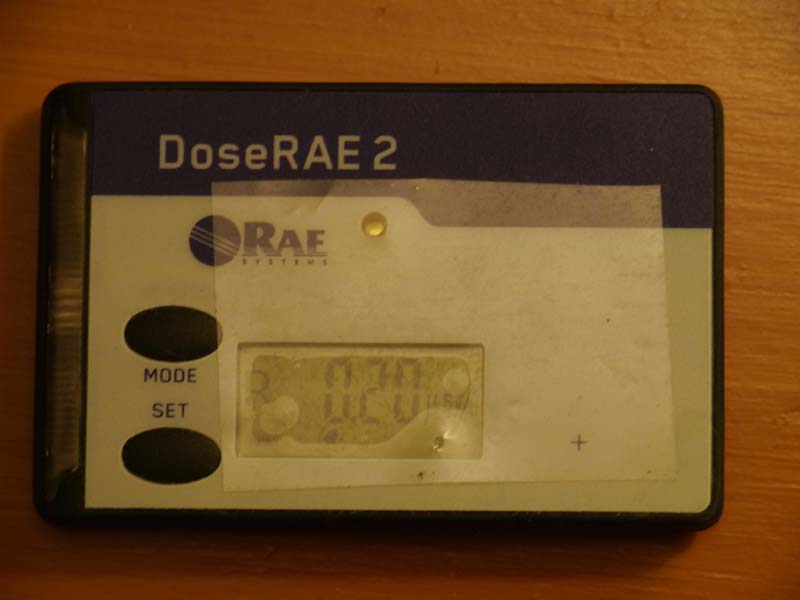 DoseRAE 2
RAE
SYSTEMS
MODE
SET
0.20
+